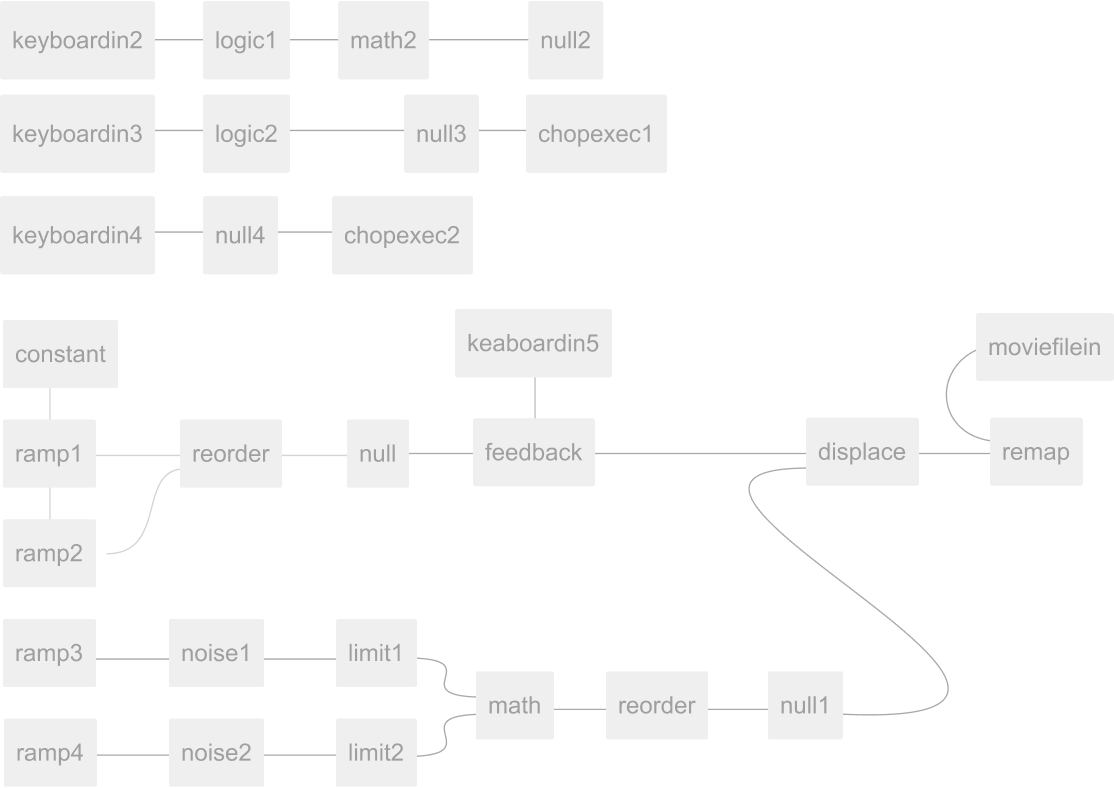 keyboardin2
logic1
math2
null2
keyboardin3
logic2
null3
chopexec1
keyboardin4
null4
chopexec2
constant
keaboardin5
moviefilein
ramp1
reorder
null
feedback
displace
remap
ramp2
ramp3
noise1
limit1
math
reorder
null1
ramp4
noise2
limit2